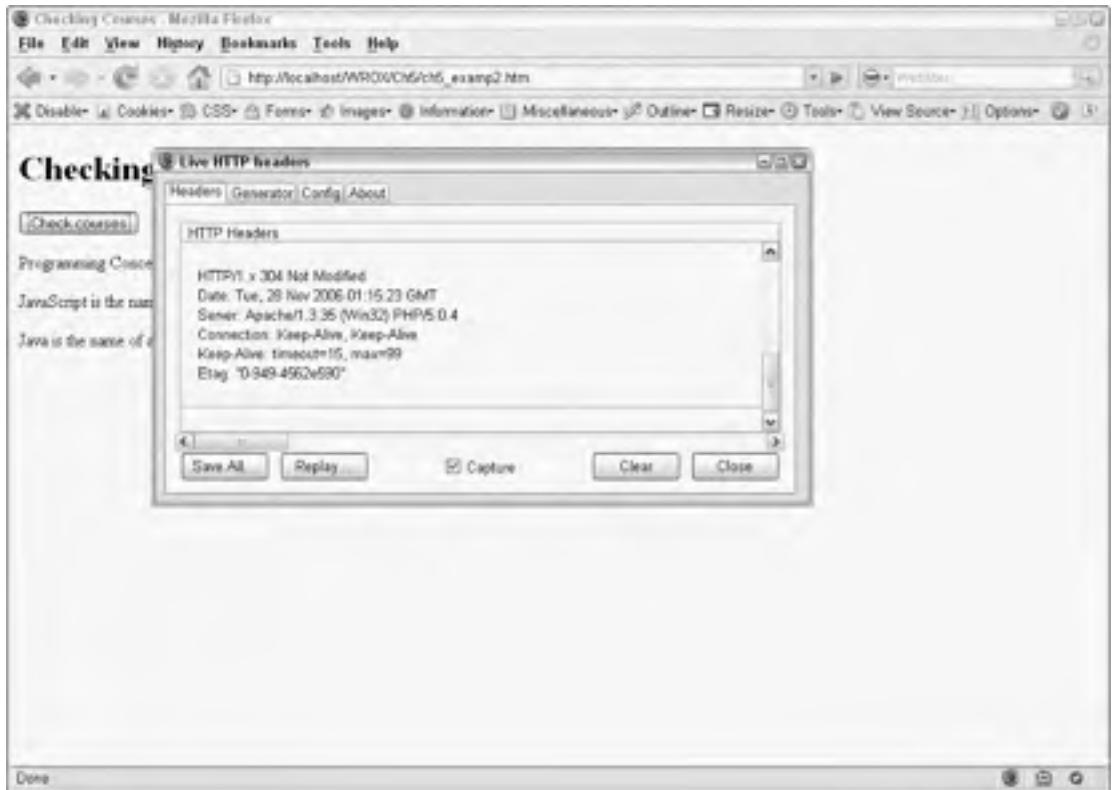 Checking Courses - Mozilla Firefox
File Edit View History Bookmarks Tools Help
http://localhost/WROX/Ch5/ch5_examp2.htm
Disable Cookies CSS Forms Images Information Miscellaneous Outline Resize Tools View Source Options
Checking
Live HTTP headers
Headers Generator Config About
Check courses
HTTP Headers
Programming Conce
HTTP/1.x 304 Not Modified
JavaScript is the nam
Date: Tue, 28 Nov 2006 01:15:23 GMT
Server: Apache/1.3.35 (Win32) PHP/5.0.4
Connection: Keep-Alive, Keep-Alive
Java is the name of a
Keep-Alive: timeout=15, max=99
Etag: "0-949-4562e590"
Save All... Replay... Capture Clear Close
Done